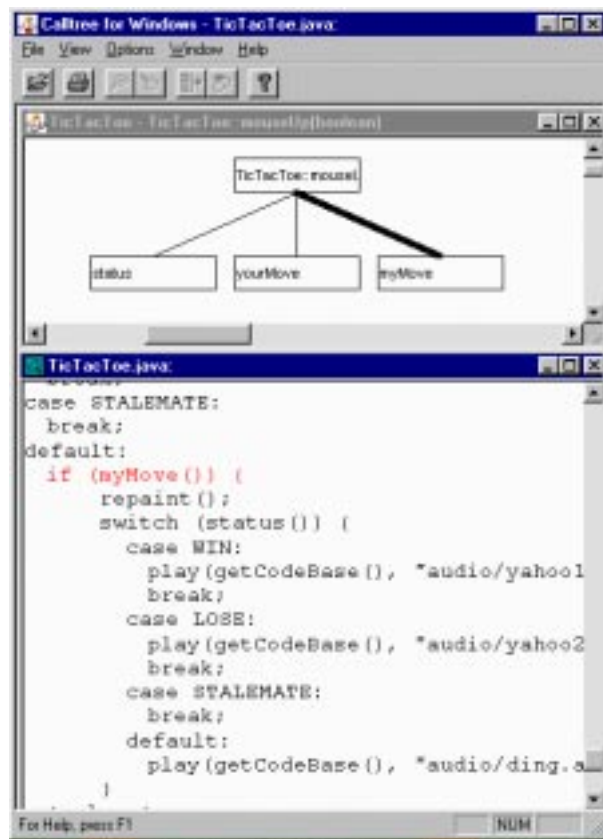 Calltree for Windows - TicTacToe.java:
File View Options Window Help
TicTacToe - TicTacToe::mouseUp(boolean)
TicTacToe::mouseU
status yourMove myMove
TicTacToe.java:
break;
case STALEMATE:
break;
default:
if (myMove()) {
repaint();
switch (status()) {
case WIN:
play(getCodeBase(), "audio/yahoo1
break;
case LOSE:
play(getCodeBase(), "audio/yahoo2
break;
case STALEMATE:
break;
default:
play(getCodeBase(), "audio/ding.a
}
For Help, press F1 NUM